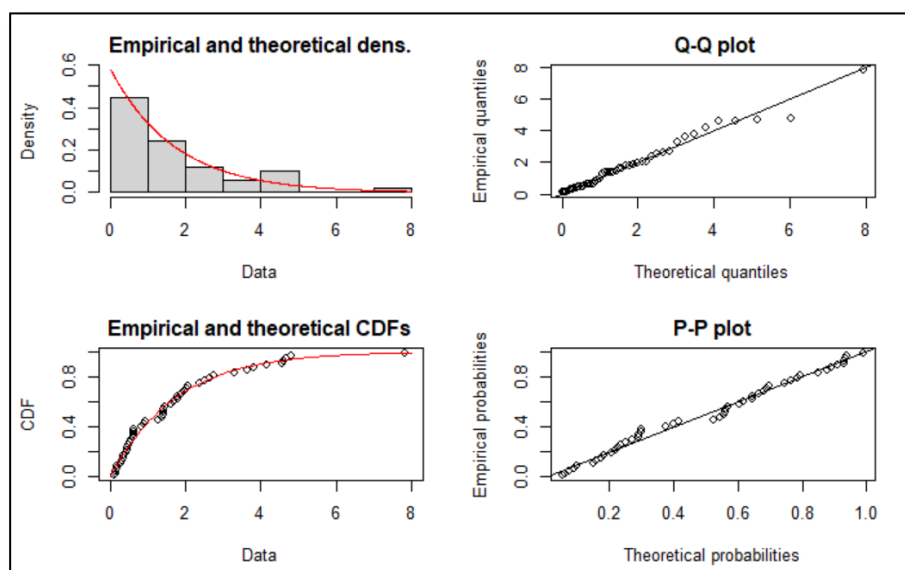 Empirical and theoretical dens.
Density
0.0 0.2 0.4 0.6
0 2 4 6 8
Data
Q-Q plot
Empirical quantiles
0 2 4 6 8
0 2 4 6 8
Theoretical quantiles
Empirical and theoretical CDFs
CDF
0.0 0.4 0.8
0 2 4 6 8
Data
P-P plot
Empirical probabilities
0.0 0.4 0.8
0.2 0.4 0.6 0.8 1.0
Theoretical probabilities